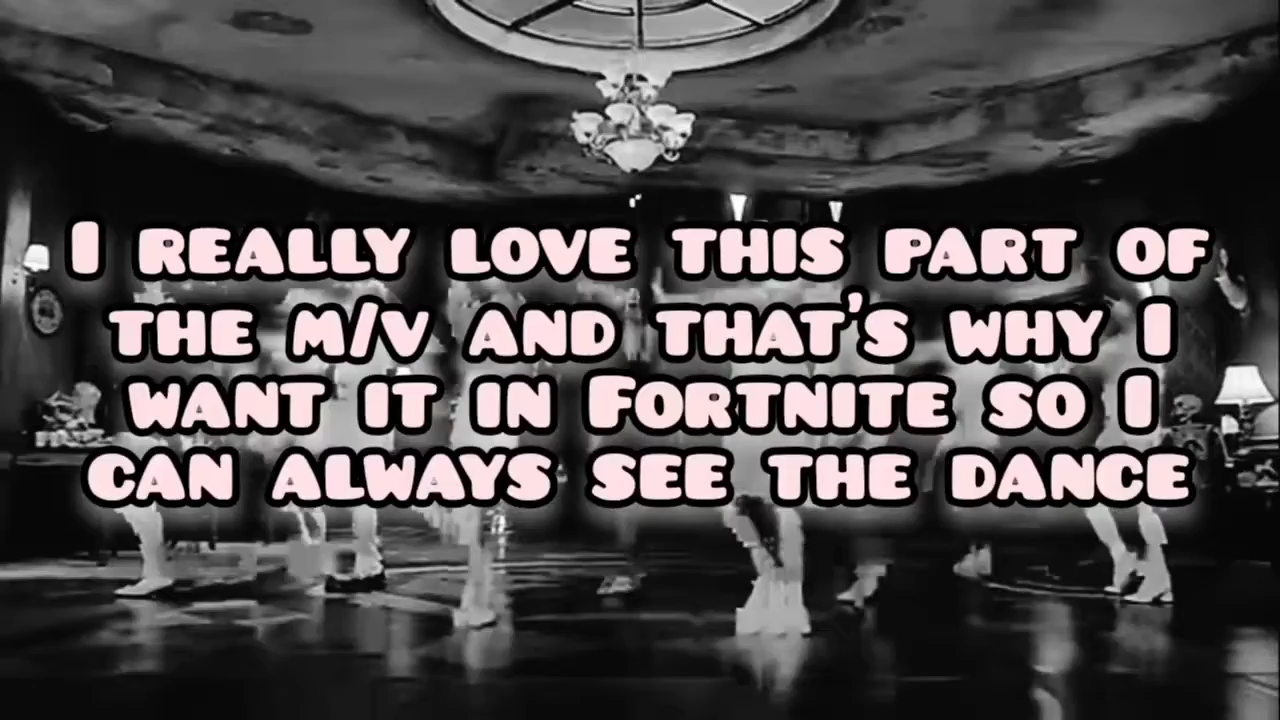 I REALLY LOVE THIS PART OF
THE M/V AND THAT'S WHY I
WANT IT IN FORTNITE SO I
CAN ALWAYS SEE THE DANCE